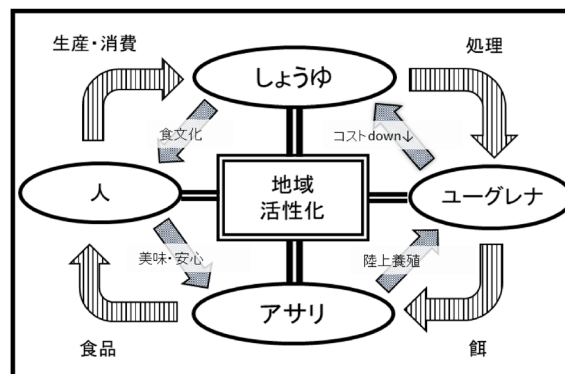 生産・消費
処理
しょうゆ
食文化
コストdown↓
人
地域
活性化
ユーグレナ
美味・安心
陸上養殖
アサリ
食品
餌